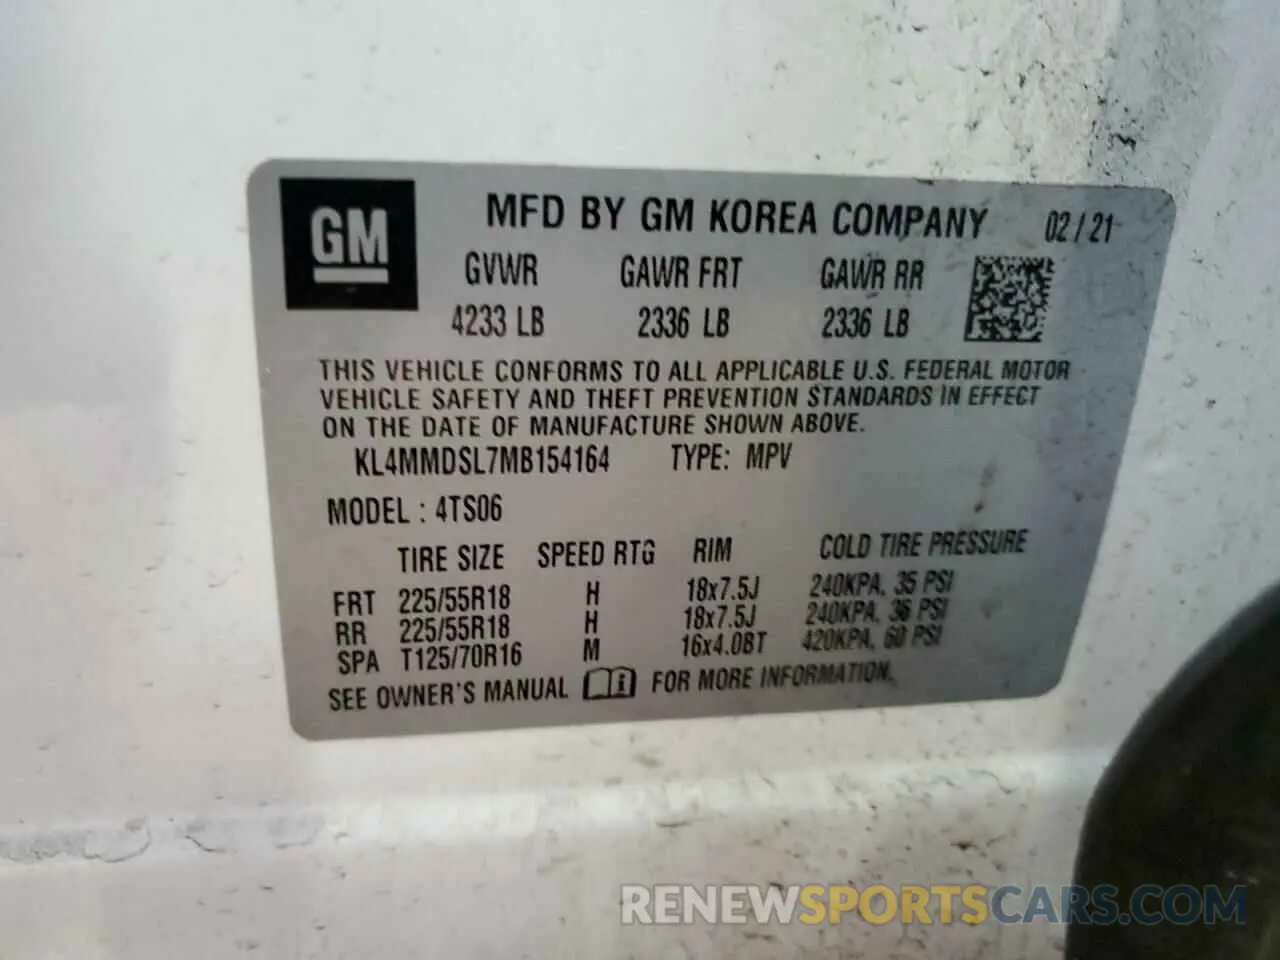 GM
MFD BY GM KOREA COMPANY 02/21
GVWR GAWR FRT GAWR RR
4233 LB 2336 LB 2336 LB
THIS VEHICLE CONFORMS TO ALL APPLICABLE U.S. FEDERAL MOTOR
VEHICLE SAFETY AND THEFT PREVENTION STANDARDS IN EFFECT
ON THE DATE OF MANUFACTURE SHOWN ABOVE.
KL4MMDSL7MB154164 TYPE: MPV
MODEL : 4TS06
TIRE SIZE SPEED RTG RIM COLD TIRE PRESSURE
FRT 225/55R18 H 18x7.5J 240KPA, 35 PSI
RR 225/55R18 H 18x7.5J 240KPA, 35 PSI
SPA T125/70R16 M 16x4.0BT 420KPA, 60 PSI
SEE OWNER'S MANUAL FOR MORE INFORMATION.
RENEWSPORTSCARS.COM